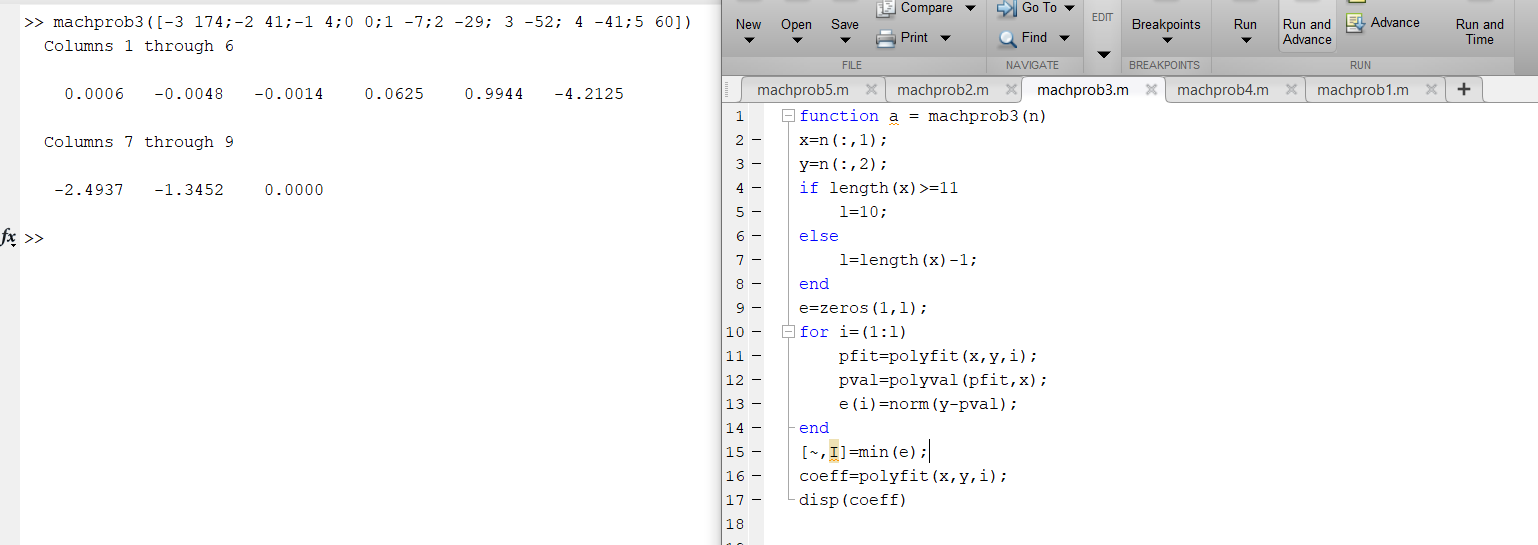 >> machprob3([-3 174;-2 41;-1 4;0 0;1 -7;2 -29; 3 -52; 4 -41;5 60])
Columns 1 through 6
0.0006 -0.0048 -0.0014 0.0625 0.9944 -4.2125
Columns 7 through 9
-2.4937 -1.3452 0.0000
fx >>
New Open Save Compare Print
FILE
Go To Find
NAVIGATE
EDIT
Breakpoints
BREAKPOINTS
Run Run and Advance Advance Run and Time
RUN
machprob5.m machprob2.m machprob3.m machprob4.m machprob1.m +
1 function a = machprob3(n)
2 x=n(:,1);
3 y=n(:,2);
4 if length(x)>=11
5 l=10;
6 else
7 l=length(x)-1;
8 end
9 e=zeros(1,l);
10 for i=(1:l)
11 pfit=polyfit(x,y,i);
12 pval=polyval(pfit,x);
13 e(i)=norm(y-pval);
14 end
15 [~,I]=min(e);
16 coeff=polyfit(x,y,i);
17 disp(coeff)
18